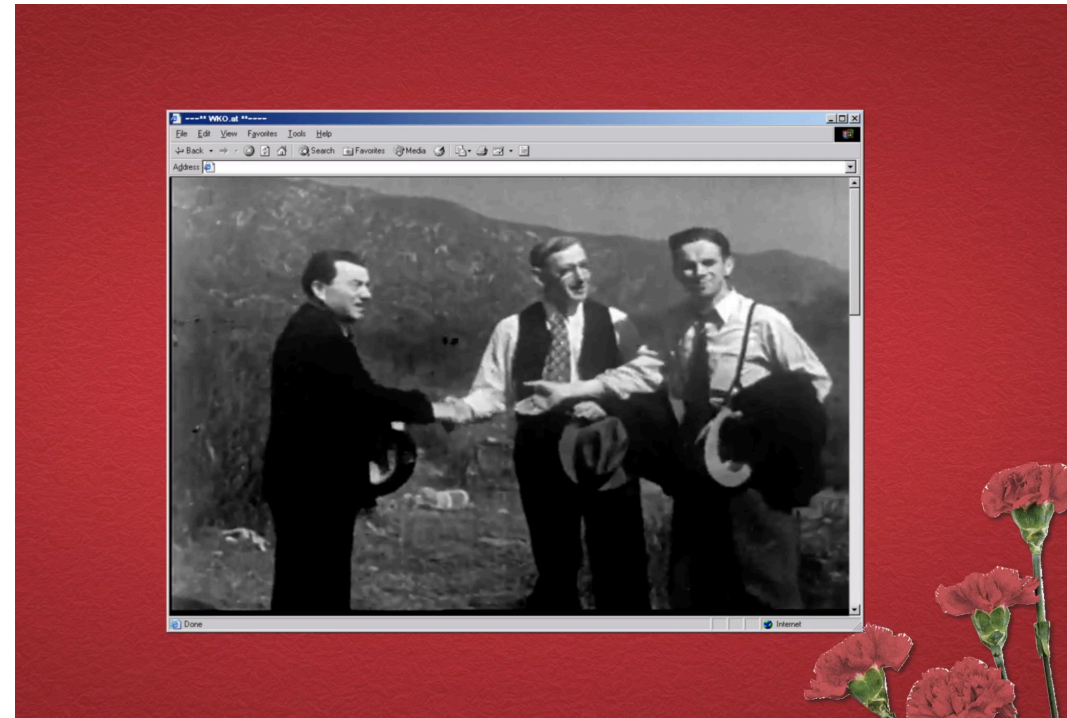 ---** WKO.at **----
File Edit View Favorites Tools Help
Back Search Favorites Media
Address
Done Internet